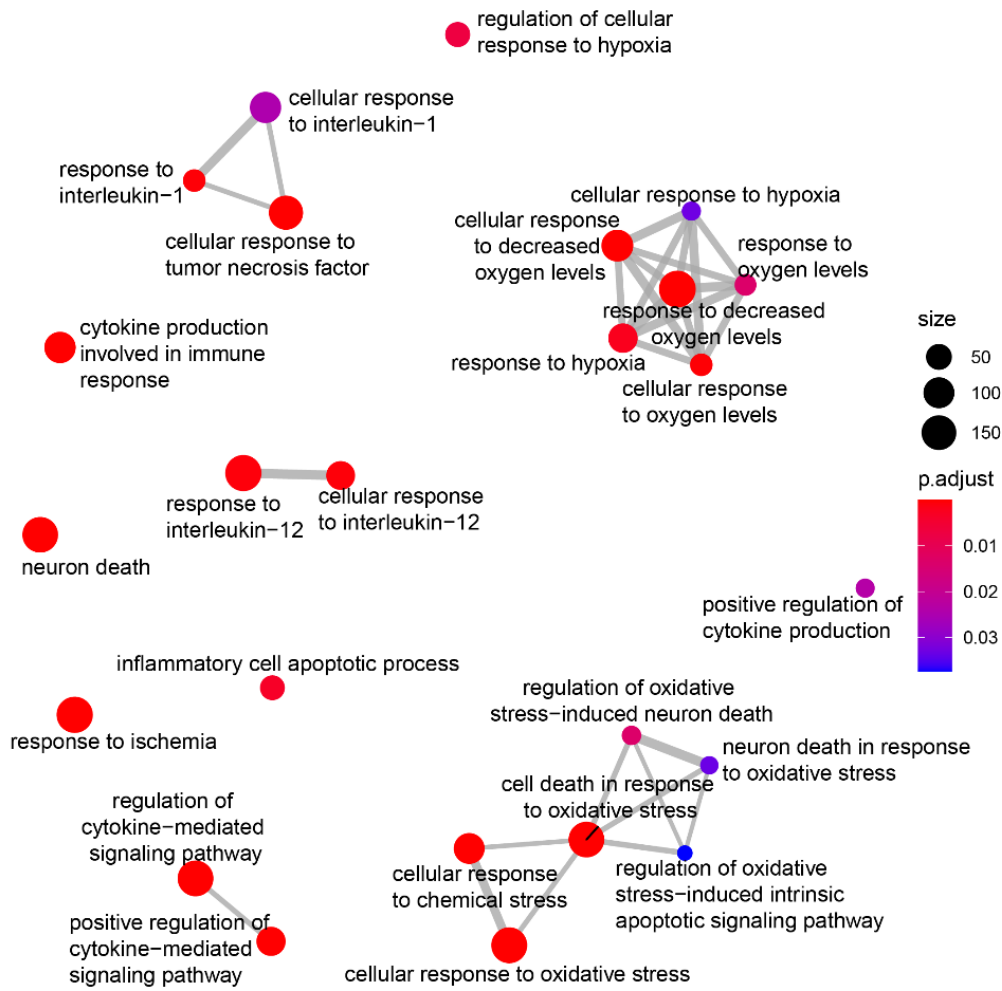 regulation of cellular
response to hypoxia
cellular response
to interleukin−1
response to
interleukin−1
cellular response to
tumor necrosis factor
cellular response to hypoxia
cellular response
to decreased
oxygen levels
response to
oxygen levels
response to decreased
oxygen levels
response to hypoxia
cellular response
to oxygen levels
cytokine production
involved in immune
response
size
50
100
150
p.adjust
0.01
0.02
0.03
response to
interleukin−12
cellular response
to interleukin−12
neuron death
positive regulation of
cytokine production
inflammatory cell apoptotic process
response to ischemia
regulation of oxidative
stress−induced neuron death
neuron death in response
to oxidative stress
cell death in response
to oxidative stress
regulation of
cytokine−mediated
signaling pathway
cellular response
to chemical stress
regulation of oxidative
stress−induced intrinsic
apoptotic signaling pathway
positive regulation of
cytokine−mediated
signaling pathway
cellular response to oxidative stress